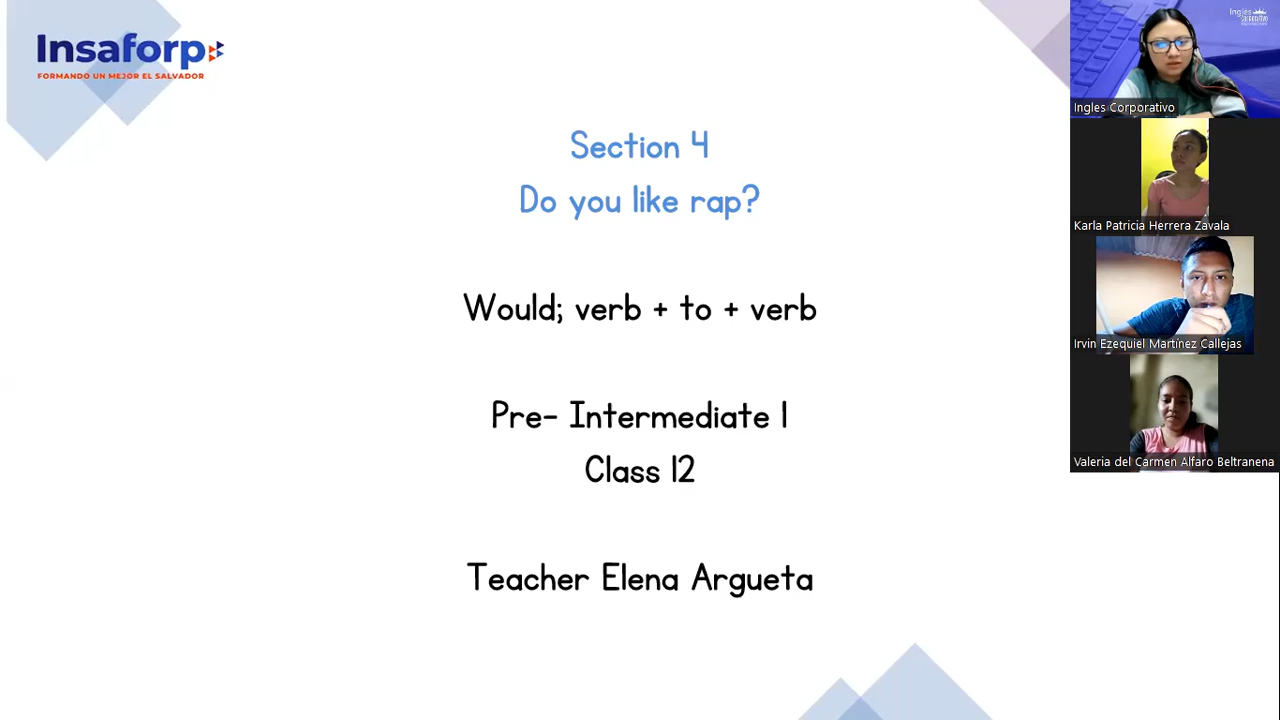 Insaforp
FORMANDO UN MEJOR EL SALVADOR
Section 4
Do you like rap?
Would; verb + to + verb
Pre- Intermediate 1
Class 12
Teacher Elena Argueta
Ingles
Ingles Corporativo
Karla Patricia Herrera Zavala
Irvin Ezequiel Martínez Callejas
Valeria del Carmen Alfaro Beltranena